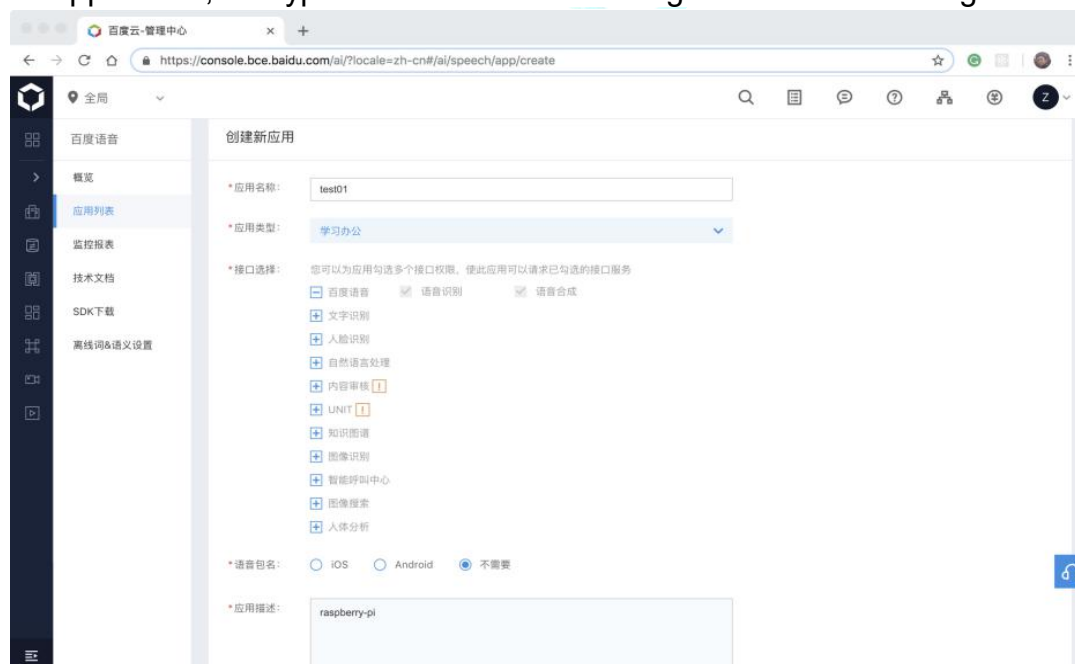 百度云-管理中心
https://console.bce.baidu.com/ai/?locale=zh-cn#/ai/speech/app/create
全局
Z
百度语音
概览
应用列表
监控报表
技术文档
SDK下载
离线词&语义设置
创建新应用
*应用名称: test01
*应用类型: 学习办公
*接口选择: 您可以为应用勾选多个接口权限，使此应用可以请求已勾选的接口服务
百度语音 语音识别 语音合成
文字识别
人脸识别
自然语言处理
内容审核
UNIT
知识图谱
图像识别
智能呼叫中心
图像搜索
人体分析
*语音包名: iOS Android 不需要
*应用描述: raspberry-pi